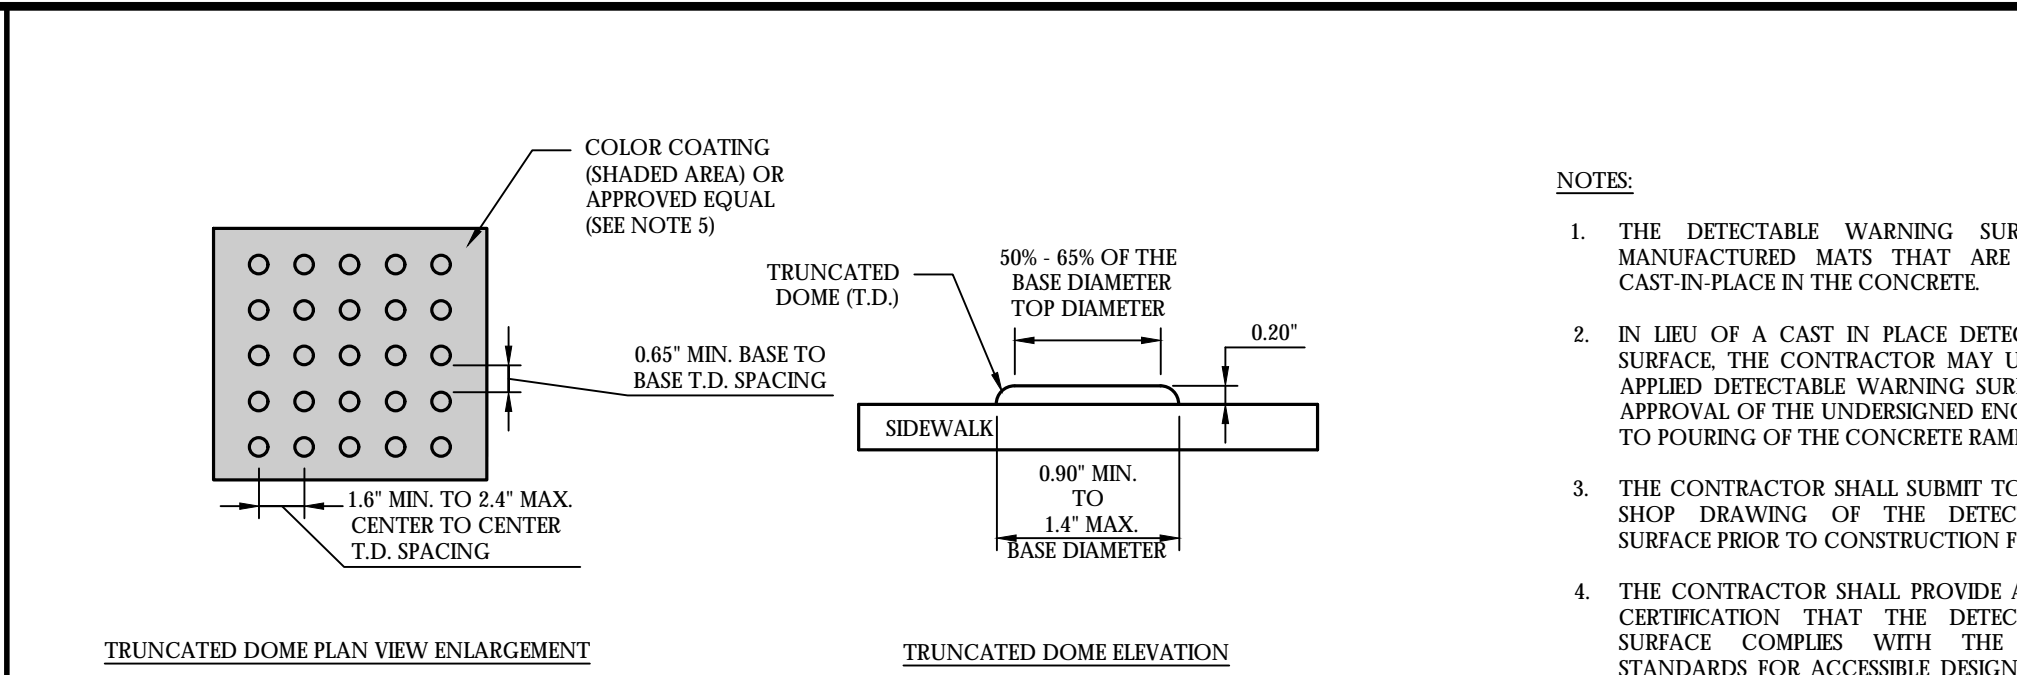 COLOR COATING
(SHADED AREA) OR
APPROVED EQUAL
(SEE NOTE 5)
0.65" MIN. BASE TO
BASE T.D. SPACING
1.6" MIN. TO 2.4" MAX.
CENTER TO CENTER
T.D. SPACING
TRUNCATED DOME PLAN VIEW ENLARGEMENT
TRUNCATED
DOME (T.D.)
50% - 65% OF THE
BASE DIAMETER
TOP DIAMETER
0.20"
SIDEWALK
0.90" MIN.
TO
1.4" MAX.
BASE DIAMETER
TRUNCATED DOME ELEVATION
NOTES:
1. THE DETECTABLE WARNING
MANUFACTURED MATS THAT ARE
CAST-IN-PLACE IN THE CONCRETE.
2. IN LIEU OF A CAST IN PLACE
SURFACE, THE CONTRACTOR MAY
APPLIED DETECTABLE WARNING
APPROVAL OF THE UNDERSIGNED
TO POURING OF THE CONCRETE
3. THE CONTRACTOR SHALL SUBMIT TO
SHOP DRAWING OF THE
SURFACE PRIOR TO CONSTRUCTION
4. THE CONTRACTOR SHALL PROVIDE
CERTIFICATION THAT THE
SURFACE COMPLIES WITH THE
STANDARDS FOR ACCESSIBLE DESIGN